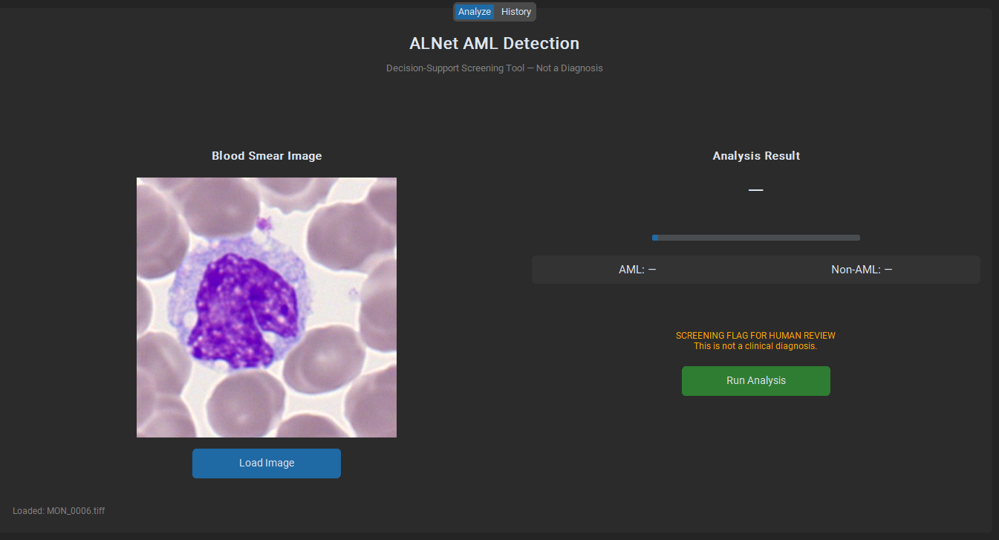 Analyze History
ALNet AML Detection
Decision-Support Screening Tool — Not a Diagnosis
Blood Smear Image
Analysis Result
—
AML: —
Non-AML: —
SCREENING FLAG FOR HUMAN REVIEW
This is not a clinical diagnosis.
Run Analysis
Load Image
Loaded: MON_0006.tiff